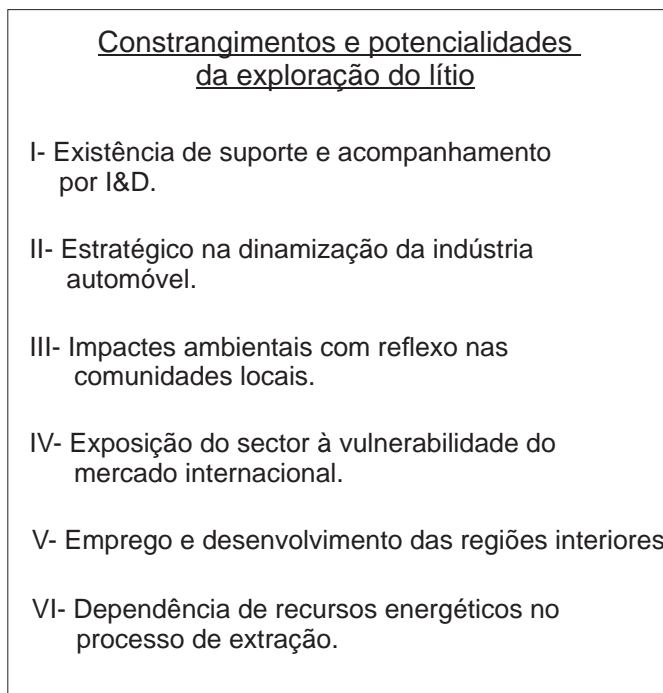 Constrangimentos e potencialidades
da exploração do lítio
I- Existência de suporte e acompanhamento
por I&D.
II- Estratégico na dinamização da indústria
automóvel.
III- Impactes ambientais com reflexo nas
comunidades locais.
IV- Exposição do sector à vulnerabilidade do
mercado internacional.
V- Emprego e desenvolvimento das regiões interiores
VI- Dependência de recursos energéticos no
processo de extração.